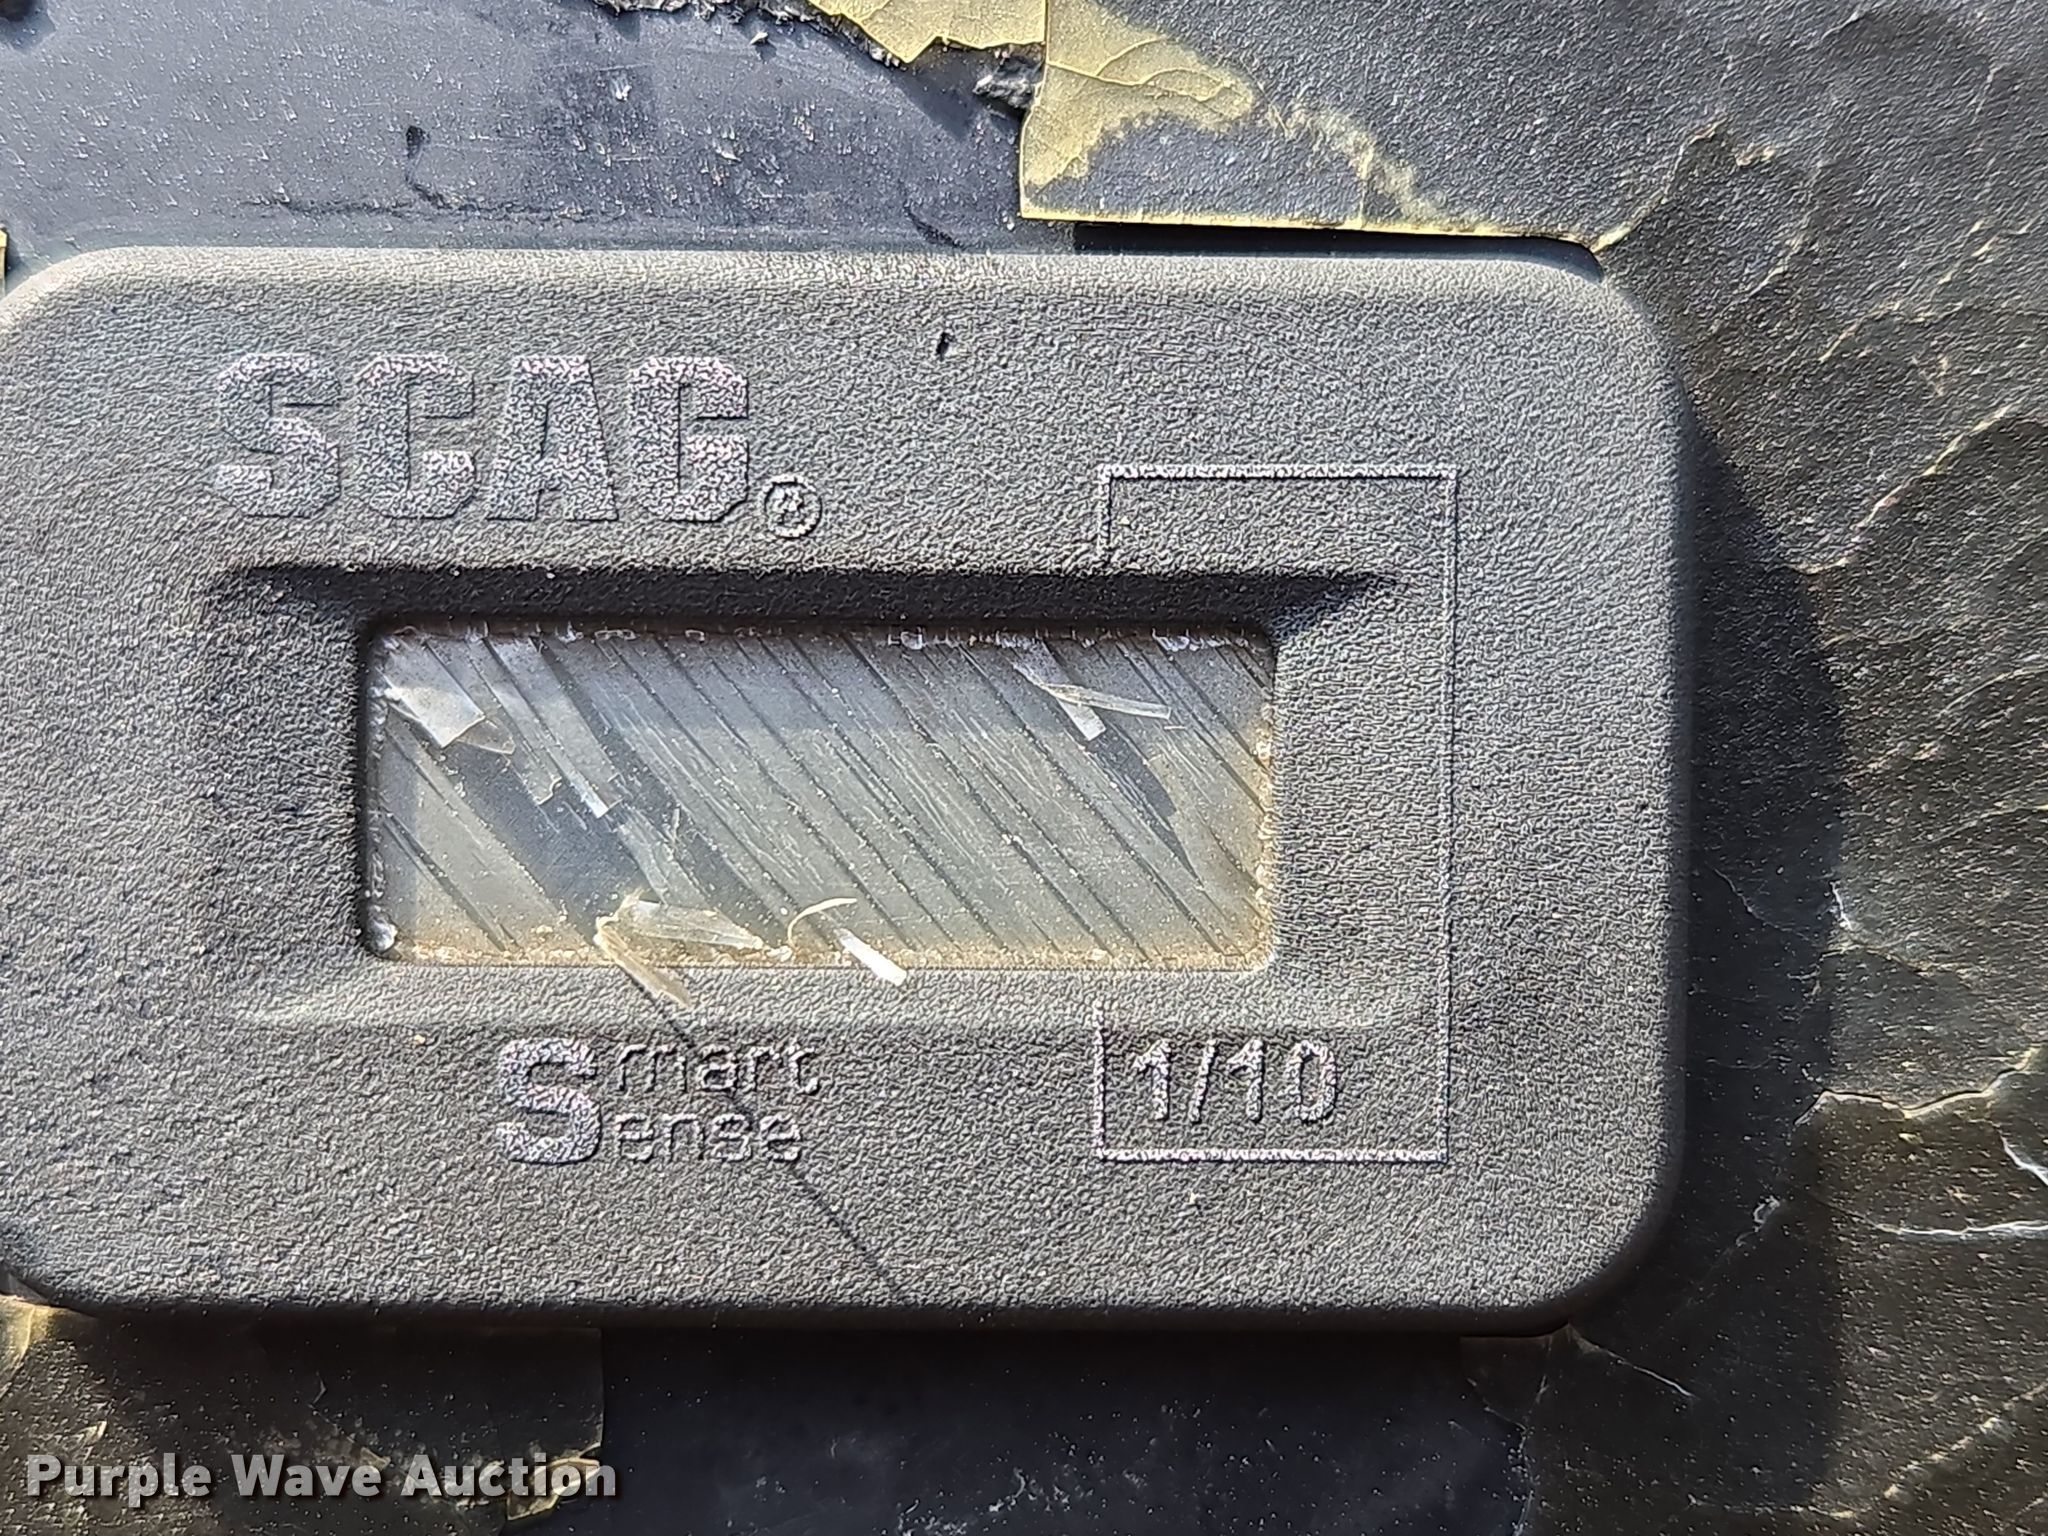 SCAG®
Smart
Sense
1/10
Purple Wave Auction